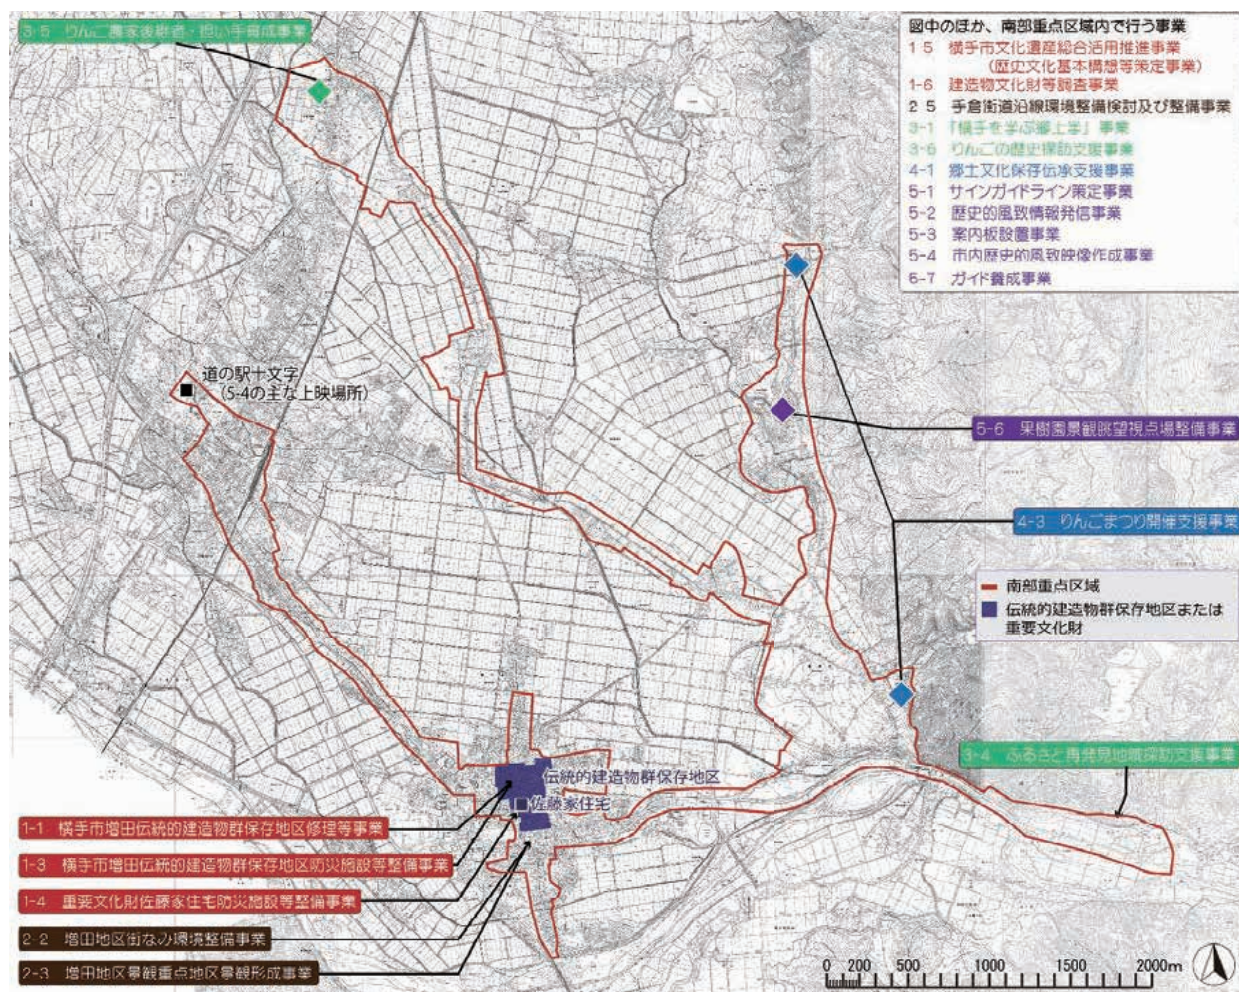 3-5 りんご農家後継者・担い手育成事業
図中のほか、南部重点区域内で行う事業
1 5 横手市文化遺産総合活用推進事業
(歴史文化基本構想等策定事業)
1-6 建造物文化財等調査事業
2 5 手倉街道沿線環境整備検討及び整備事業
3-1 「横手を学ぶ郷土学」事業
3-6 りんごの歴史探訪支援事業
4-1 郷土文化保存伝承支援事業
5-1 サインガイドライン策定事業
5-2 歴史的風致情報発信事業
5-3 案内板設置事業
5-4 市内歴史的風致映像作成事業
6-7 ガイド養成事業
道の駅十文字
(5-4の主な上映場所)
5-6 果樹園景観眺望視点場整備事業
4-3 りんごまつり開催支援事業
南部重点区域
伝統的建造物群保存地区または
重要文化財
3-4 ふるさと再発見地域探訪支援事業
伝統的建造物群保存地区
佐藤家住宅
1-1 横手市増田伝統的建造物群保存地区修理等事業
1-3 横手市増田伝統的建造物群保存地区防災施設等整備事業
1-4 重要文化財佐藤家住宅防災施設等整備事業
2-2 増田地区街なみ環境整備事業
2-3 増田地区景観重点地区景観形成事業
0 200 500 1000 1500 2000m